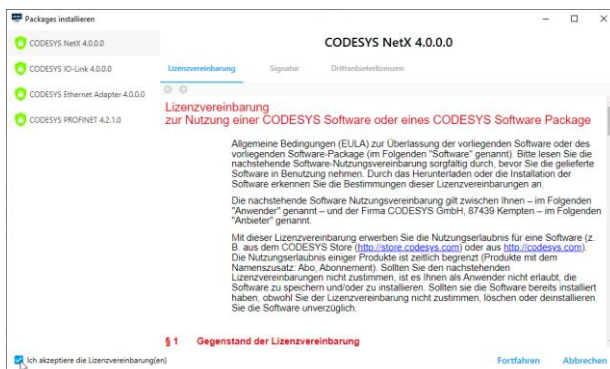 Packages installieren
CODESYS NetX 4.0.0.0
CODESYS IO-Link 4.0.0.0
CODESYS Ethernet Adapter 4.0.0.0
CODESYS PROFINET 4.2.1.0
CODESYS NetX 4.0.0.0
Lizenzvereinbarung Signatur Drittanbieterlizenzen
Lizenzvereinbarung
zur Nutzung einer CODESYS Software oder eines CODESYS Software Package
Allgemeine Bedingungen (EULA) zur Überlassung der vorliegenden Software oder des
vorliegenden Software-Package (im Folgenden "Software" genannt). Bitte lesen Sie die
nachstehende Software-Nutzungsvereinbarung sorgfältig durch, bevor Sie die gelieferte
Software in Benutzung nehmen. Durch das Herunterladen oder die Installation der
Software erkennen Sie die Bestimmungen dieser Lizenzvereinbarungen an.
Die nachstehende Software Nutzungsvereinbarung gilt zwischen Ihnen – im Folgenden
"Anwender" genannt – und der Firma CODESYS GmbH, 87439 Kempten – im Folgenden
"Anbieter" genannt.
Mit dieser Lizenzvereinbarung erwerben Sie die Nutzungserlaubnis für eine Software (z.
B. aus dem CODESYS Store (http://store.codesys.com) oder aus http://codesys.com).
Die Nutzungserlaubnis einiger Produkte ist zeitlich begrenzt (Produkte mit dem
Namenszusatz: Abo, Abonnement). Sollten Sie den nachstehenden
Lizenzvereinbarungen nicht zustimmen, ist es Ihnen als Anwender nicht erlaubt, die
Software zu speichern und/oder zu installieren. Sollten sie die Software bereits installiert
haben, obwohl Sie der Lizenzvereinbarung nicht zustimmen, löschen oder deinstallieren
Sie die Software unverzüglich.
§ 1 Gegenstand der Lizenzvereinbarung
Ich akzeptiere die Lizenzvereinbarung(en)
Fortfahren Abbrechen